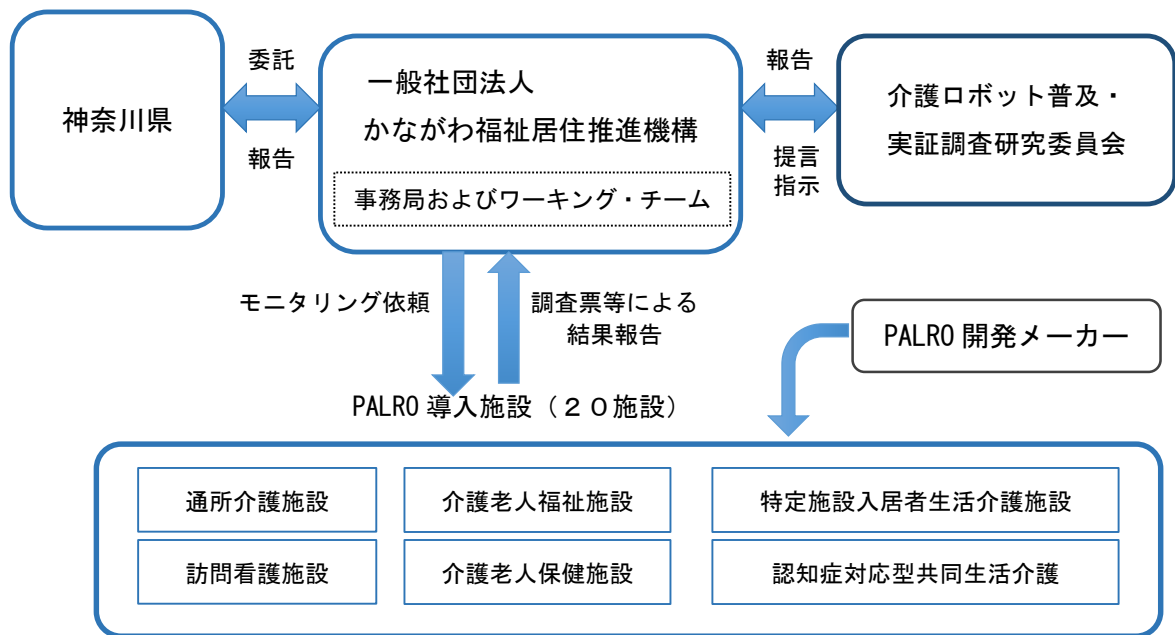 神奈川県
委託
報告
一般社団法人
かながわ福祉居住推進機構
事務局およびワーキング・チーム
報告
提言
指示
介護ロボット普及・
実証調査研究委員会
モニタリング依頼
調査票等による
結果報告
PALRO 開発メーカー
PALRO 導入施設（２０施設）
通所介護施設
介護老人福祉施設
特定施設入居者生活介護施設
訪問看護施設
介護老人保健施設
認知症対応型共同生活介護